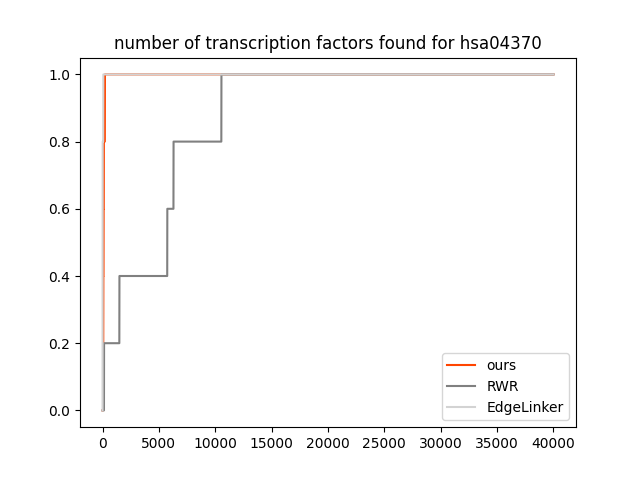 number of transcription factors found for hsa04370
1.0
0.8
0.6
0.4
0.2
0.0
ours
RWR
EdgeLinker
0 5000 10000 15000 20000 25000 30000 35000 40000